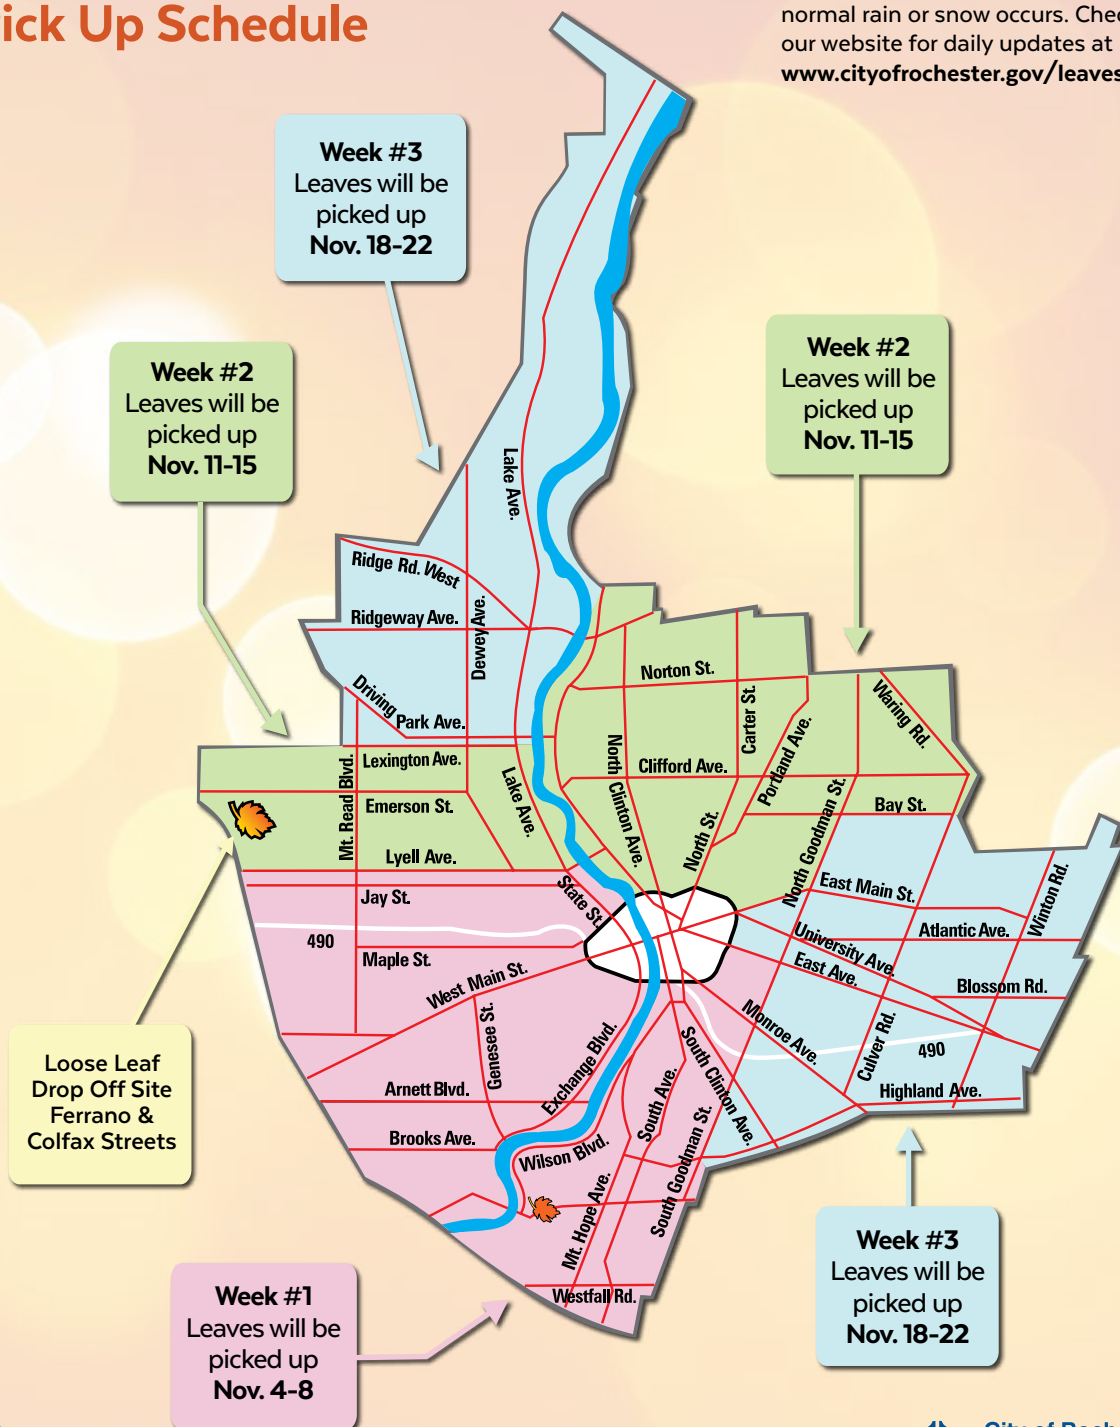 ick Up Schedule
normal rain or snow occurs. Chec
our website for daily updates at
www.cityofrochester.gov/leaves
Week #3
Leaves will be
picked up
Nov. 18-22
Week #2
Leaves will be
picked up
Nov. 11-15
Week #2
Leaves will be
picked up
Nov. 11-15
Lake Ave.
Ridge Rd. West
Ridgeway Ave.
Dewey Ave.
Driving
Park Ave.
Norton St.
Carter St.
Waring Rd.
Portland Ave.
Lexington Ave.
Mt. Read Blvd.
Emerson St.
Lake Ave.
Lyell Ave.
North Clinton Ave.
Clifford Ave.
North St.
Bay St.
North Goodman St.
Jay St.
State St.
East Main St.
Winton Rd.
490
Maple St.
University Ave.
Atlantic Ave.
East Ave.
West Main St.
Blossom Rd.
Genesee St.
Exchange Blvd.
Monroe Ave.
Culver Rd.
490
Highland Ave.
South Clinton Ave.
South Ave.
Arnett Blvd.
Brooks Ave.
Wilson Blvd.
South Goodman St.
Mt. Hope Ave.
Westfall Rd.
Loose Leaf
Drop Off Site
Ferrano &
Colfax Streets
Week #1
Leaves will be
picked up
Nov. 4-8
Week #3
Leaves will be
picked up
Nov. 18-22